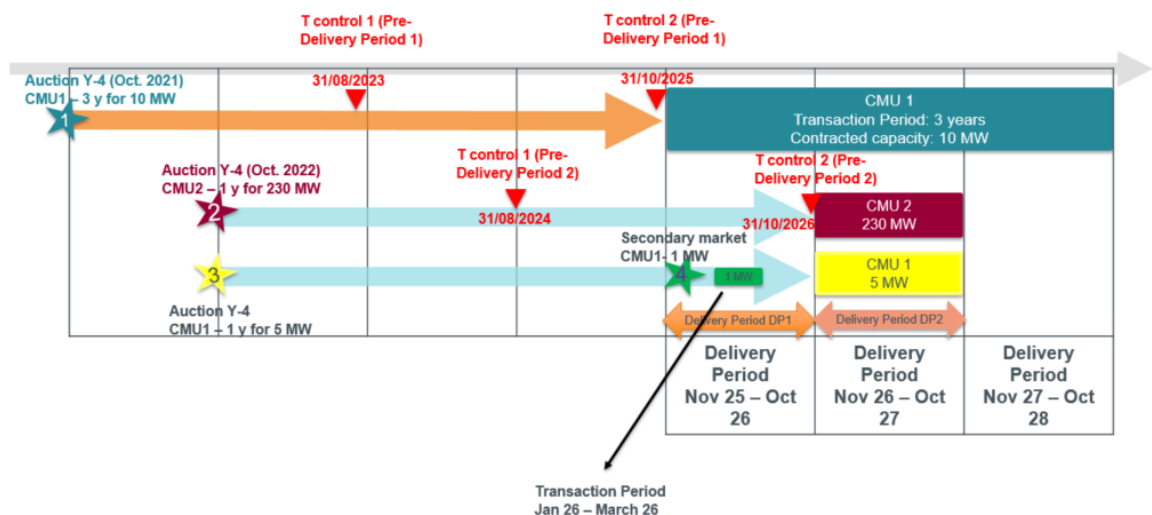 T control 1 (Pre-
Delivery Period 1)
T control 2 (Pre-
Delivery Period 1)
Auction Y-4 (Oct. 2021)
CMU1 – 3 y for 10 MW
1
31/08/2023
31/10/2025
CMU 1
Transaction Period: 3 years
Contracted capacity: 10 MW
Auction Y-4 (Oct. 2022)
CMU2 – 1 y for 230 MW
2
T control 1 (Pre-
Delivery Period 2)
31/08/2024
T control 2 (Pre-
Delivery Period 2)
31/10/2026
CMU 2
230 MW
Secondary market
CMU1- 1 MW
3
4
1 MW
CMU 1
5 MW
Auction Y-4
CMU1 – 1 y for 5 MW
Delivery Period DP1
Delivery Period DP2
Delivery
Period
Nov 25 – Oct
26
Delivery
Period
Nov 26 – Oct
27
Delivery
Period
Nov 27 – Oct
28
Transaction Period
Jan 26 – March 26